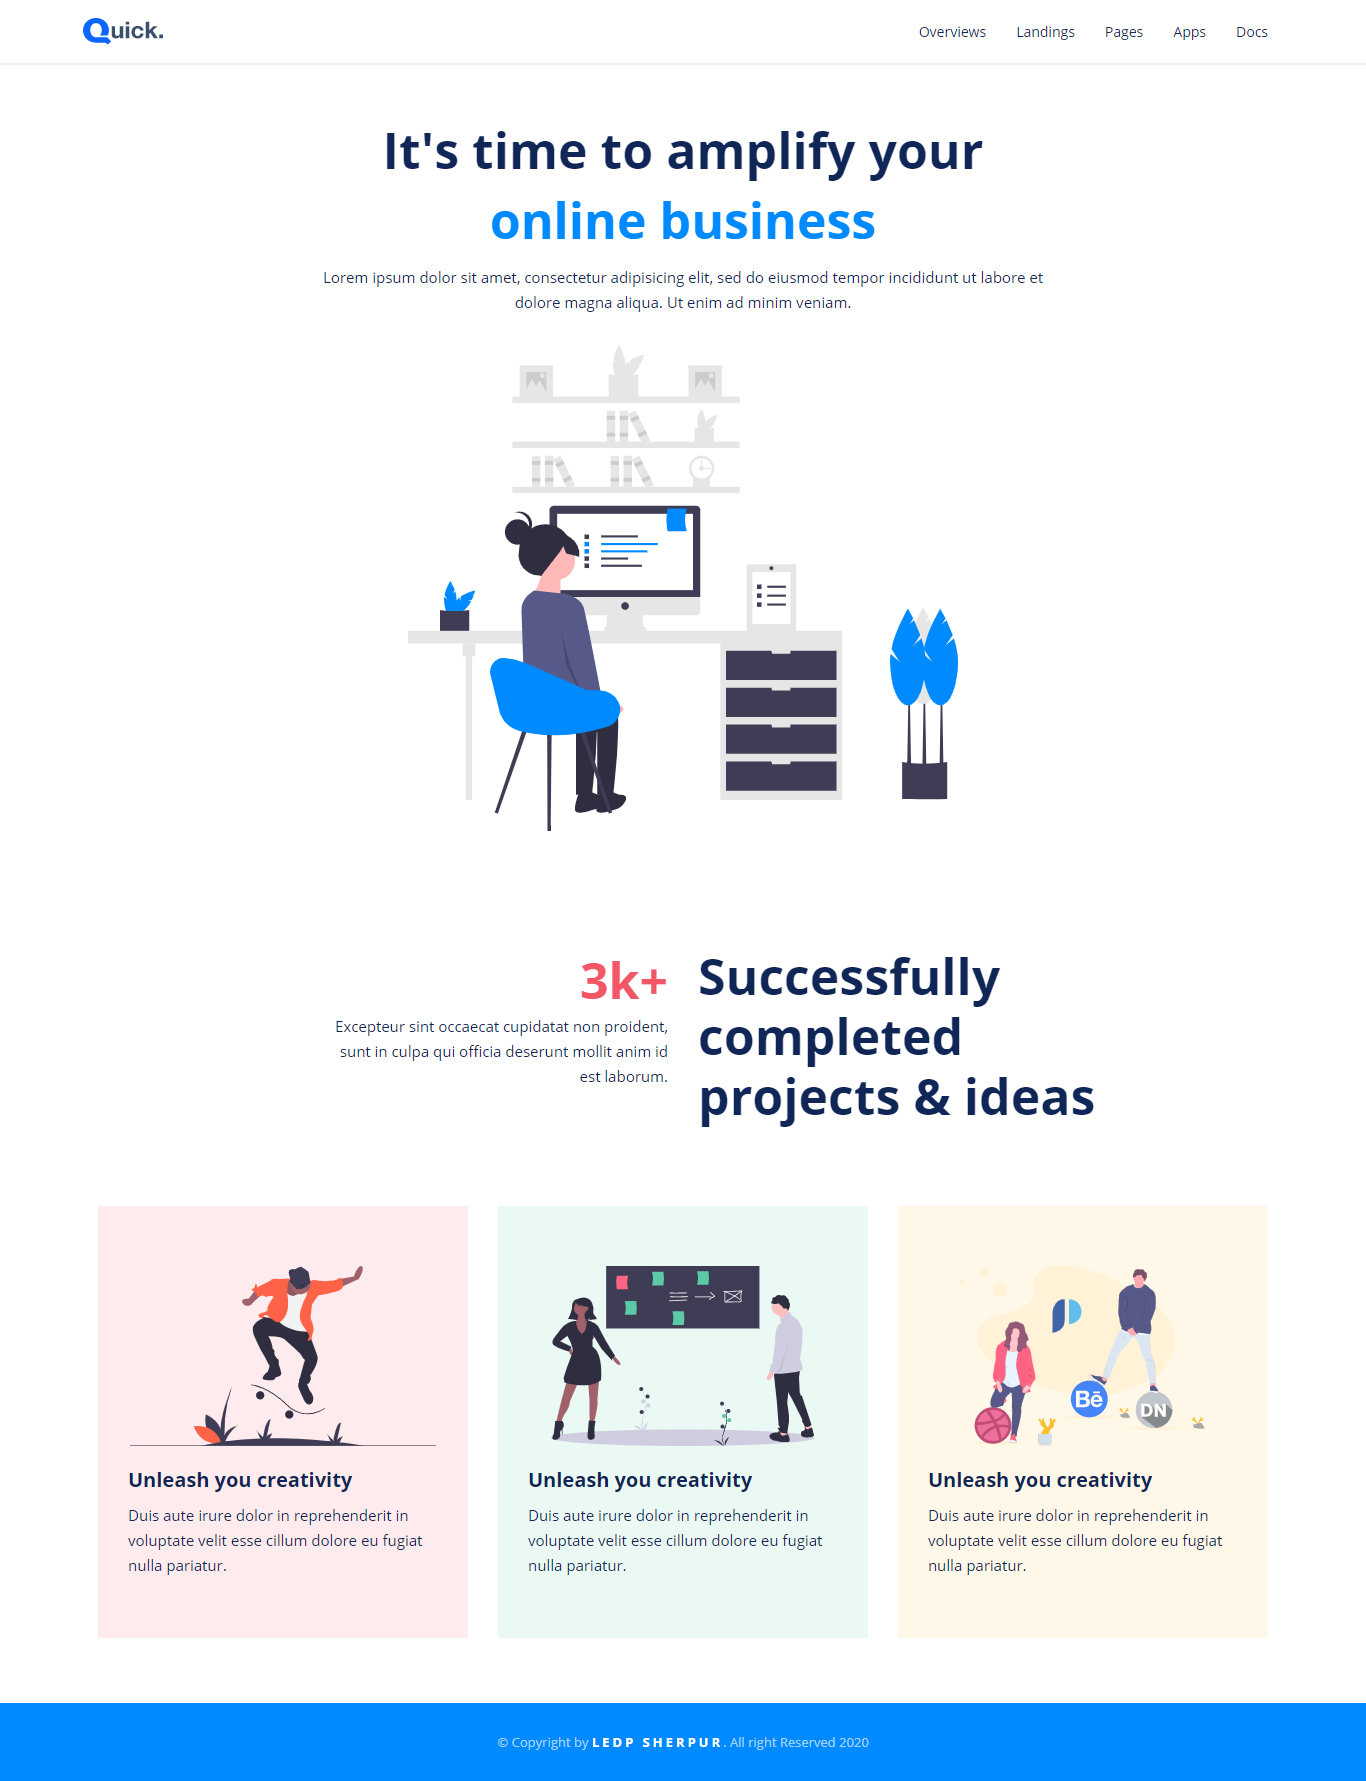 Quick.
Overviews Landings Pages Apps Docs
It's time to amplify your
online business
Lorem ipsum dolor sit amet, consectetur adipisicing elit, sed do eiusmod tempor incididunt ut labore et
dolore magna aliqua. Ut enim ad minim veniam.
3k+
Excepteur sint occaecat cupidatat non proident,
sunt in culpa qui officia deserunt mollit anim id
est laborum.
Successfully
completed
projects & ideas
Unleash you creativity
Duis aute irure dolor in reprehenderit in
voluptate velit esse cillum dolore eu fugiat
nulla pariatur.
Unleash you creativity
Duis aute irure dolor in reprehenderit in
voluptate velit esse cillum dolore eu fugiat
nulla pariatur.
Bē
DN
Unleash you creativity
Duis aute irure dolor in reprehenderit in
voluptate velit esse cillum dolore eu fugiat
nulla pariatur.
© Copyright by LEDP SHERPUR. All right Reserved 2020